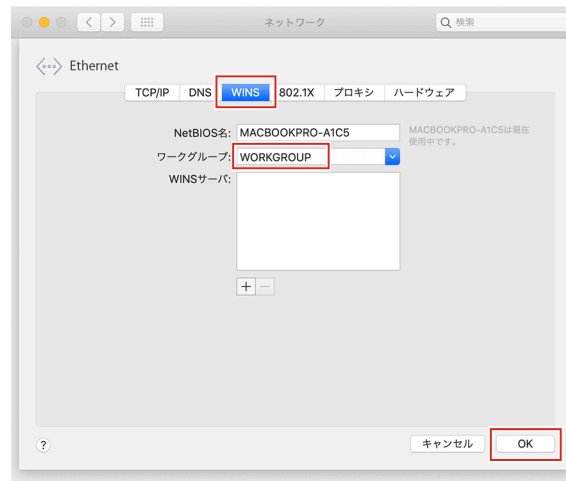 ネットワーク
検索
Ethernet
TCP/IP DNS WINS 802.1X プロキシ ハードウェア
NetBIOS名: MACBOOKPRO-A1C5
MACBOOKPRO-A1C5は現在
使用中です。
ワークグループ: WORKGROUP
WINSサーバ:
+ −
? キャンセル OK